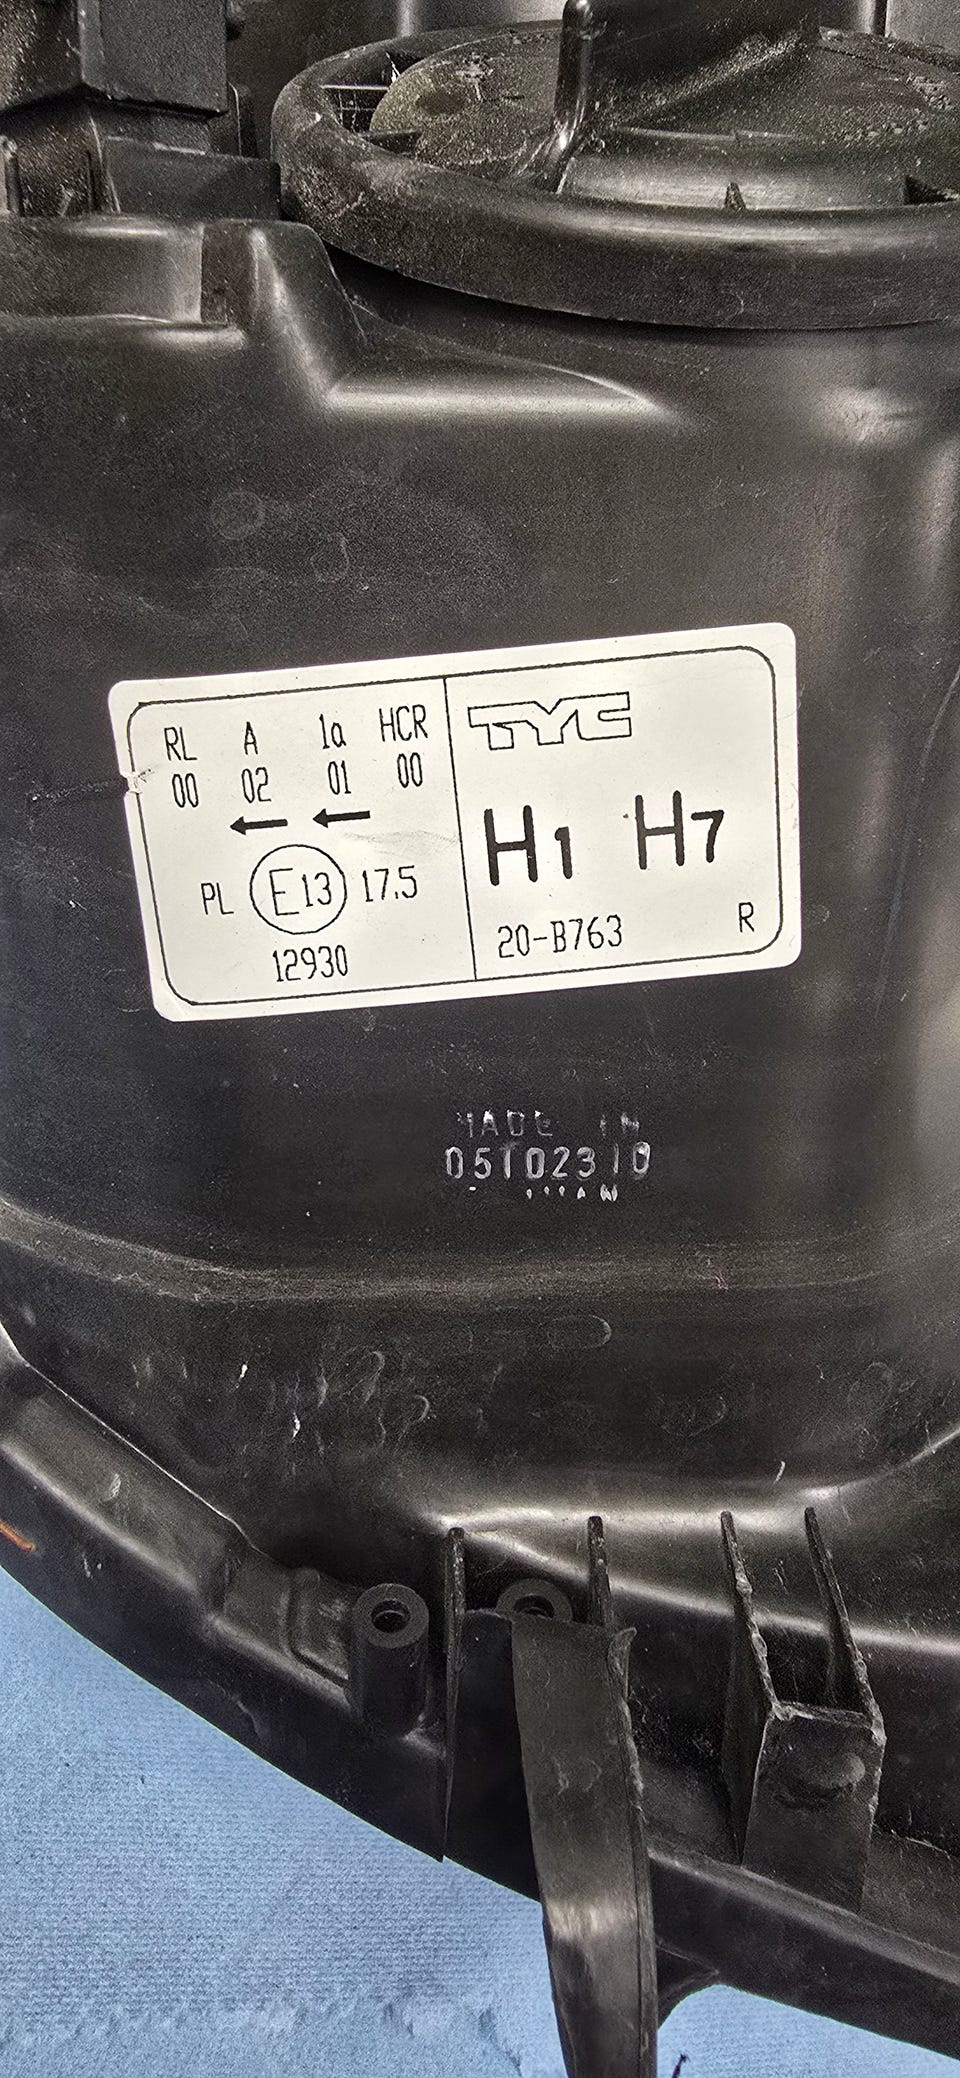 RL A 1a HCR
00 02 01 00
← ←
PL E13 17.5
12930
TYC
H1 H7
20-B763 R
MADE IN
05T02310